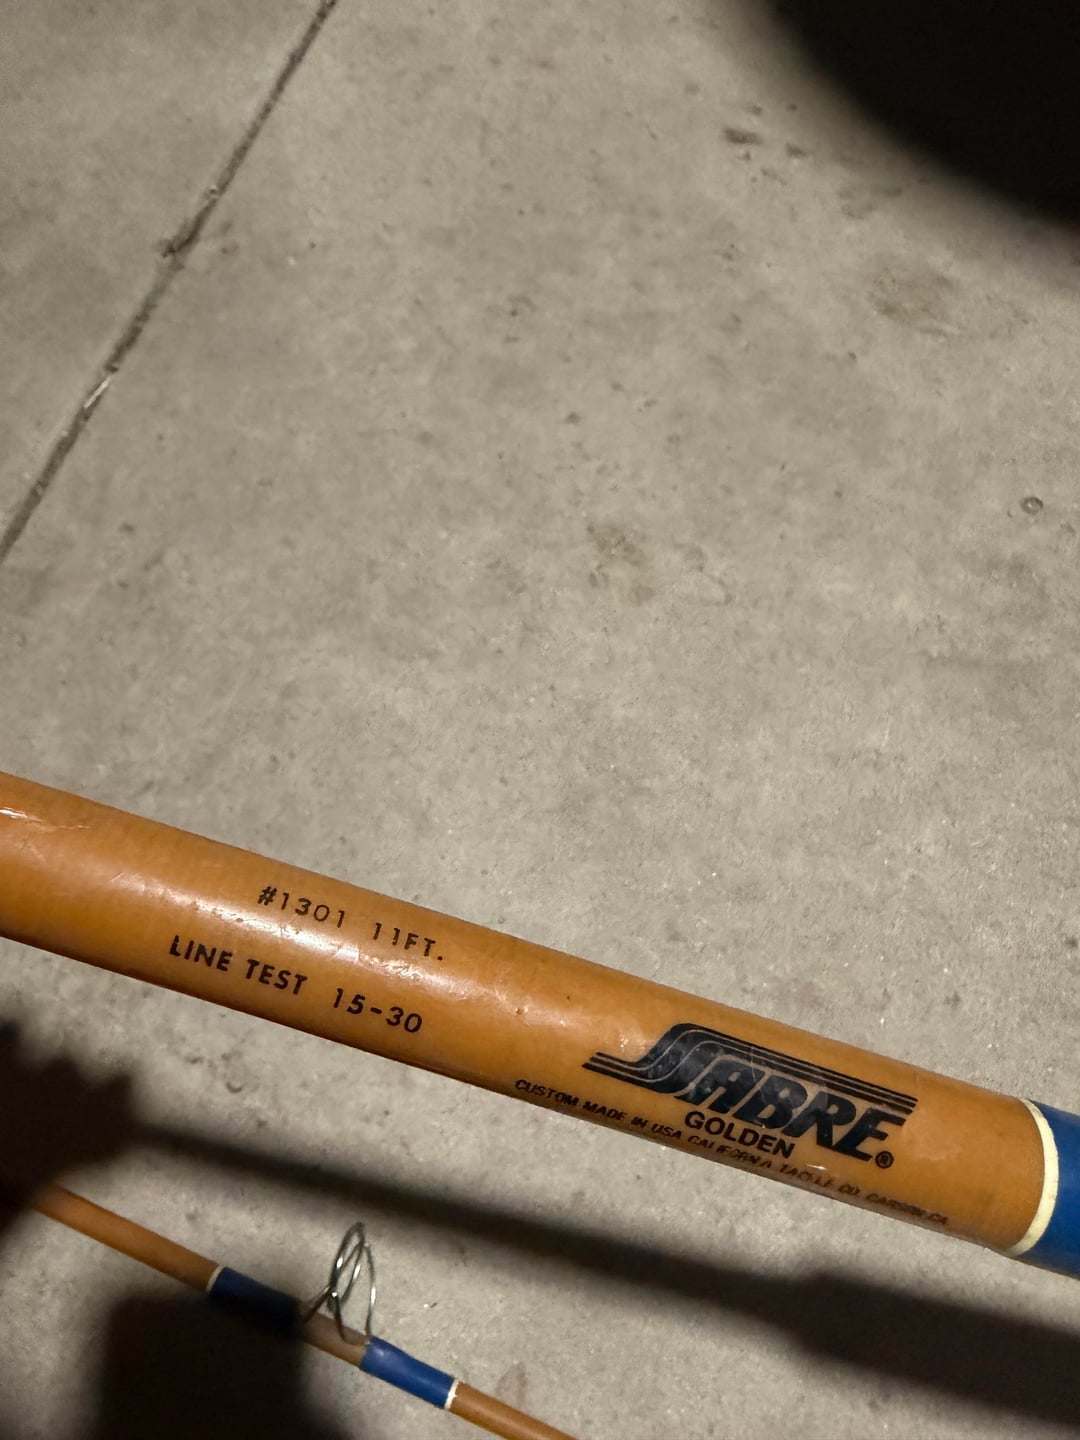 #1301 11FT.
LINE TEST 15-30
SABRE®
GOLDEN
CUSTOM MADE IN USA CALIFORNIA TACKLE CO. CARSON, CA